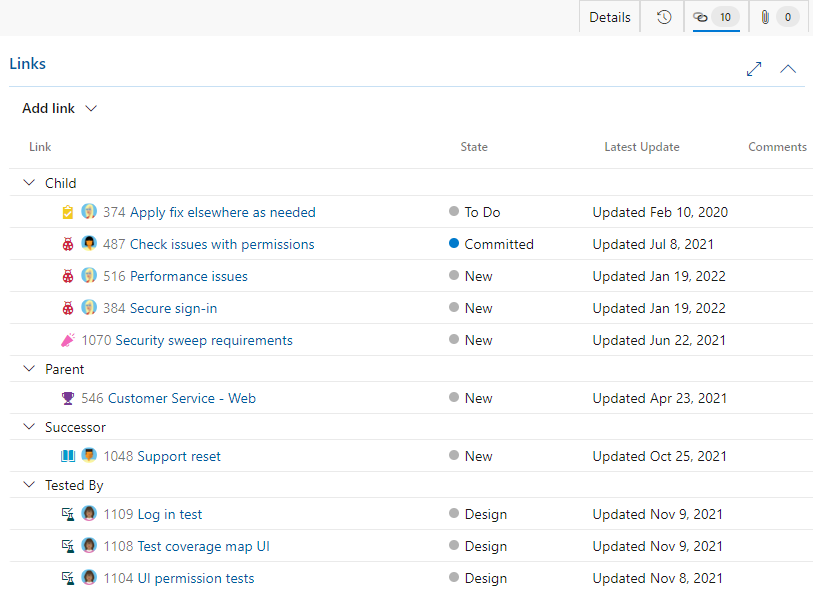 Details 10 0
Links
Add link
Link State Latest Update Comments
Child
374 Apply fix elsewhere as needed To Do Updated Feb 10, 2020
487 Check issues with permissions Committed Updated Jul 8, 2021
516 Performance issues New Updated Jan 19, 2022
384 Secure sign-in New Updated Jan 19, 2022
1070 Security sweep requirements New Updated Jun 22, 2021
Parent
546 Customer Service - Web New Updated Apr 23, 2021
Successor
1048 Support reset New Updated Oct 25, 2021
Tested By
1109 Log in test Design Updated Nov 9, 2021
1108 Test coverage map UI Design Updated Nov 9, 2021
1104 UI permission tests Design Updated Nov 8, 2021